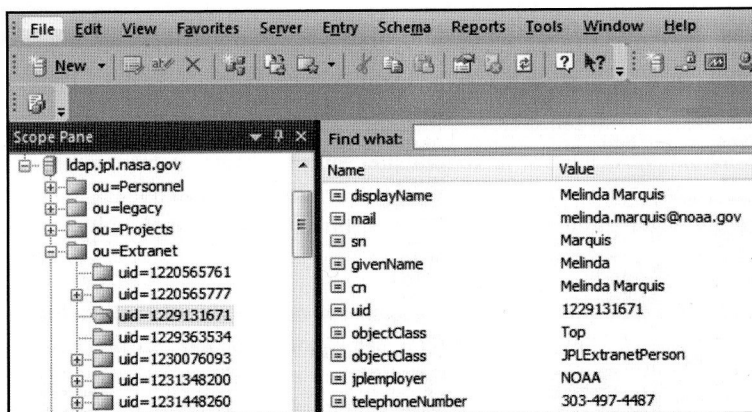 File Edit View Favorites Server Entry Schema Reports Tools Window Help
New
Scope Pane
ldap.jpl.nasa.gov
ou=Personnel
ou=legacy
ou=Projects
ou=Extranet
uid=1220565761
uid=1220565777
uid=1229131671
uid=1229363534
uid=1230076093
uid=1231348200
uid=1231448260
Find what:
Name Value
displayName Melinda Marquis
mail melinda.marquis@noaa.gov
sn Marquis
givenName Melinda
cn Melinda Marquis
uid 1229131671
objectClass Top
objectClass JPLExtranetPerson
jplemployer NOAA
telephoneNumber 303-497-4487